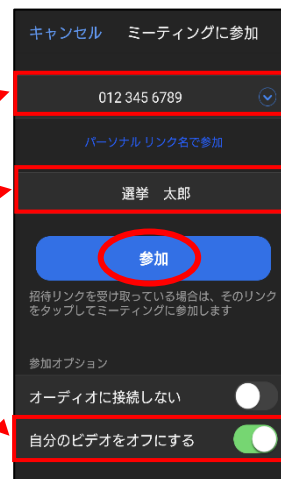 キャンセル ミーティングに参加
012 345 6789
パーソナル リンク名で参加
選挙 太郎
参加
招待リンクを受け取っている場合は、そのリンク
をタップしてミーティングに参加します
参加オプション
オーディオに接続しない
自分のビデオをオフにする